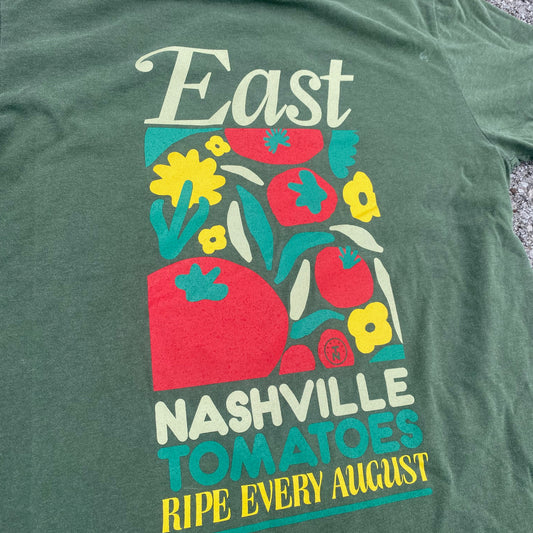 East
NASHVILLE
TOMATOES
RIPE EVERY AUGUST